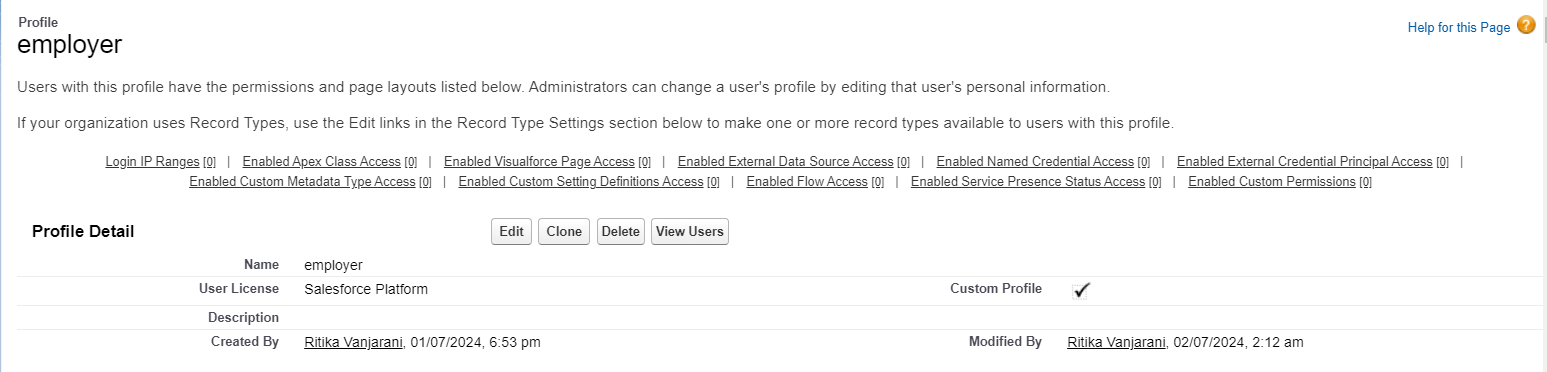 Profile
employer
Help for this Page ?
Users with this profile have the permissions and page layouts listed below. Administrators can change a user's profile by editing that user's personal information.
If your organization uses Record Types, use the Edit links in the Record Type Settings section below to make one or more record types available to users with this profile.
Login IP Ranges [0] | Enabled Apex Class Access [0] | Enabled Visualforce Page Access [0] | Enabled External Data Source Access [0] | Enabled Named Credential Access [0] | Enabled External Credential Principal Access [0] |
Enabled Custom Metadata Type Access [0] | Enabled Custom Setting Definitions Access [0] | Enabled Flow Access [0] | Enabled Service Presence Status Access [0] | Enabled Custom Permissions [0]
Profile Detail Edit Clone Delete View Users
Name employer
User License Salesforce Platform Custom Profile
Description
Created By Ritika Vanjarani, 01/07/2024, 6:53 pm Modified By Ritika Vanjarani, 02/07/2024, 2:12 am